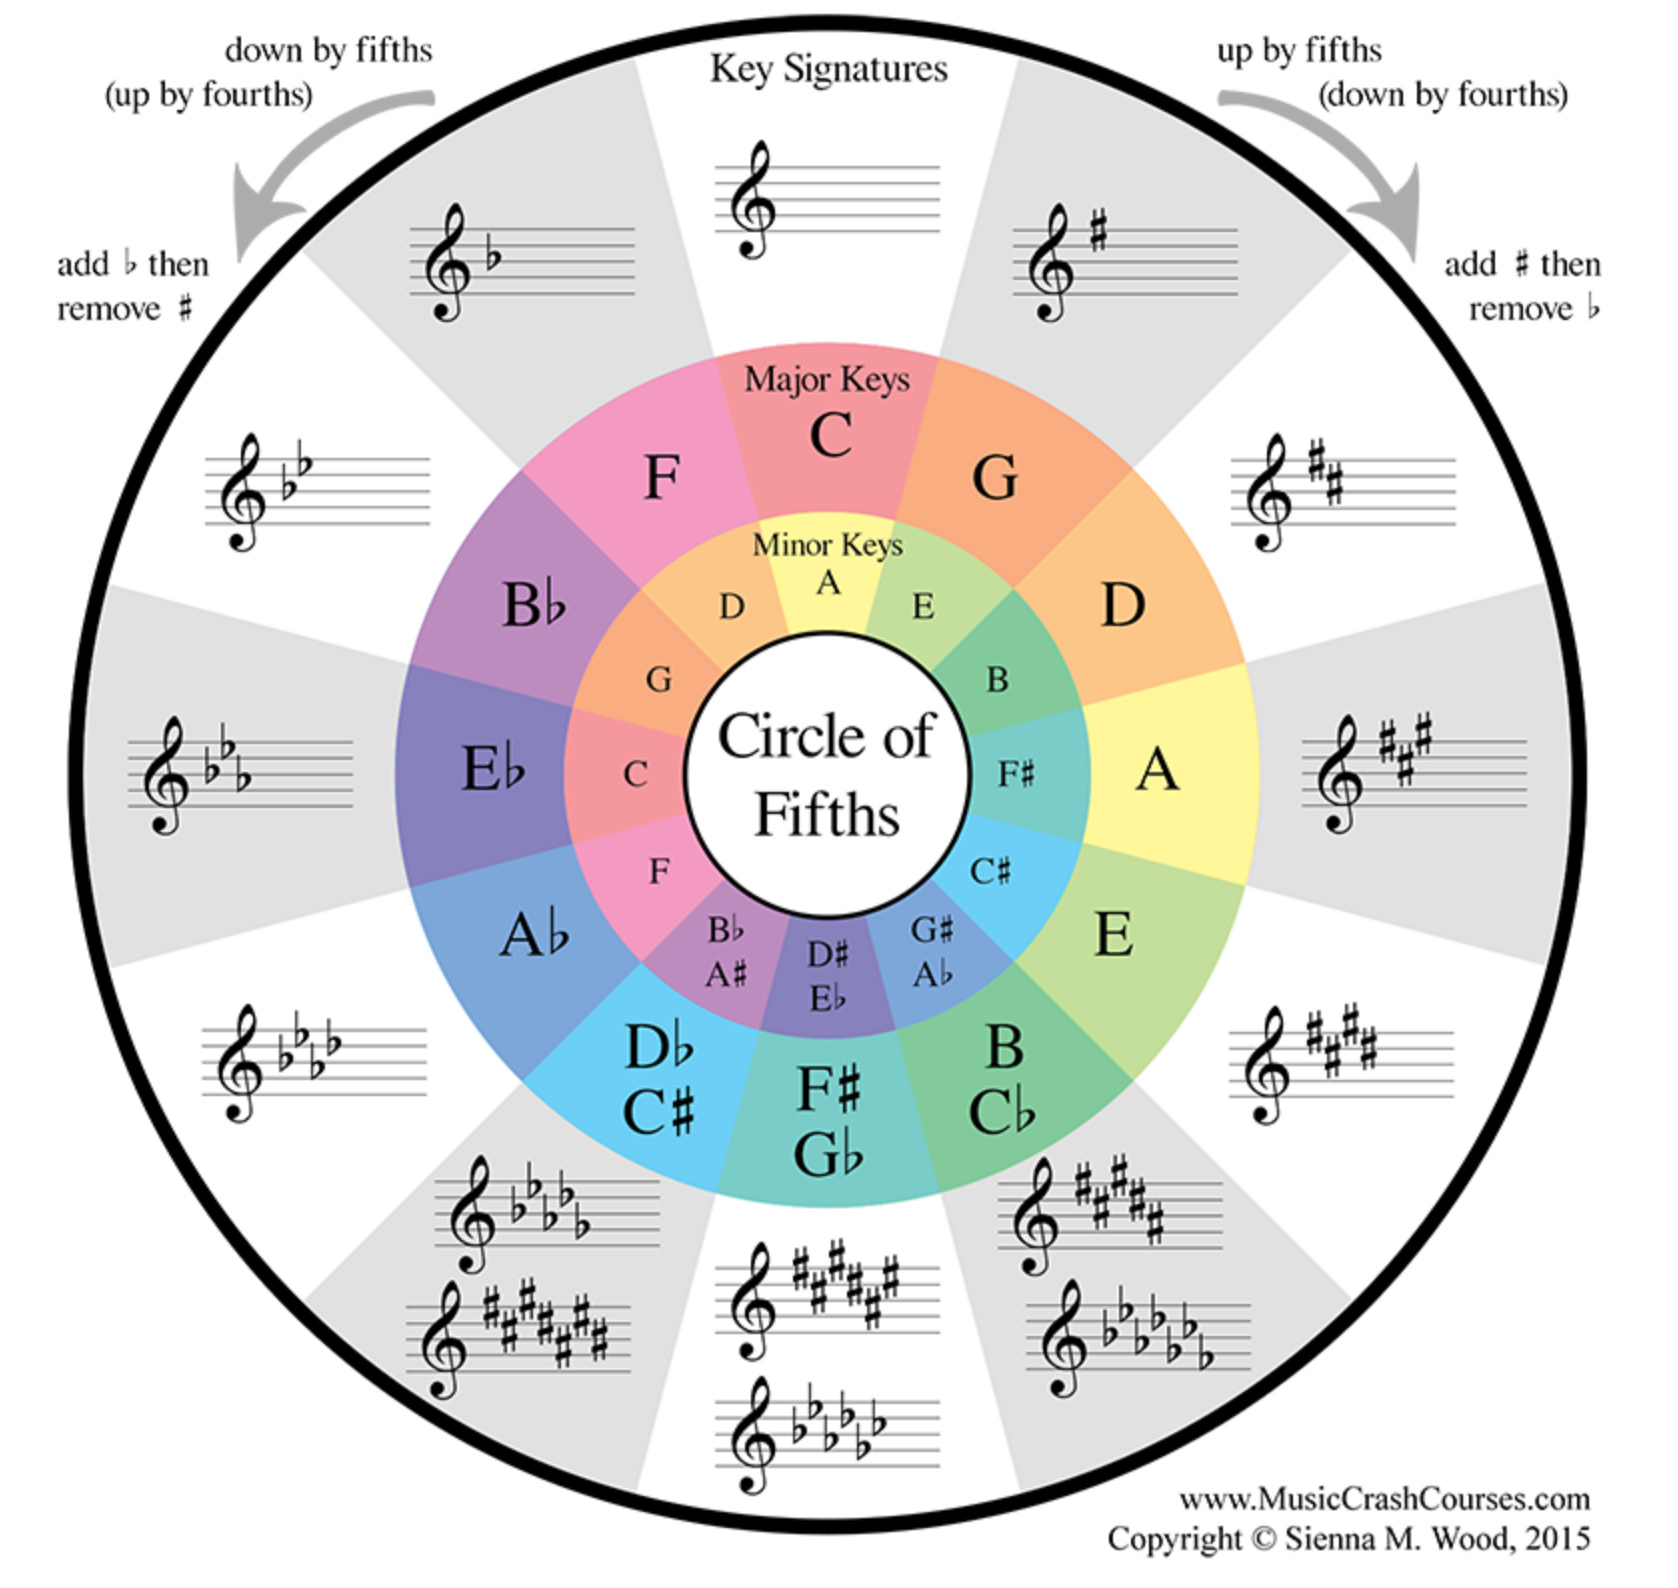 down by fifths
(up by fourths)
add ♭ then
remove ♯
up by fifths
(down by fourths)
add ♯ then
remove ♭
Key Signatures
Major Keys
C
G
D
A
E
B
C♭
F♯
G♭
D♭
C♯
A♭
E♭
B♭
F
Minor Keys
A
E
B
F♯
C♯
G♯
A♭
D♯
E♭
B♭
A♯
F
C
G
D
Circle of
Fifths
www.MusicCrashCourses.com
Copyright © Sienna M. Wood, 2015